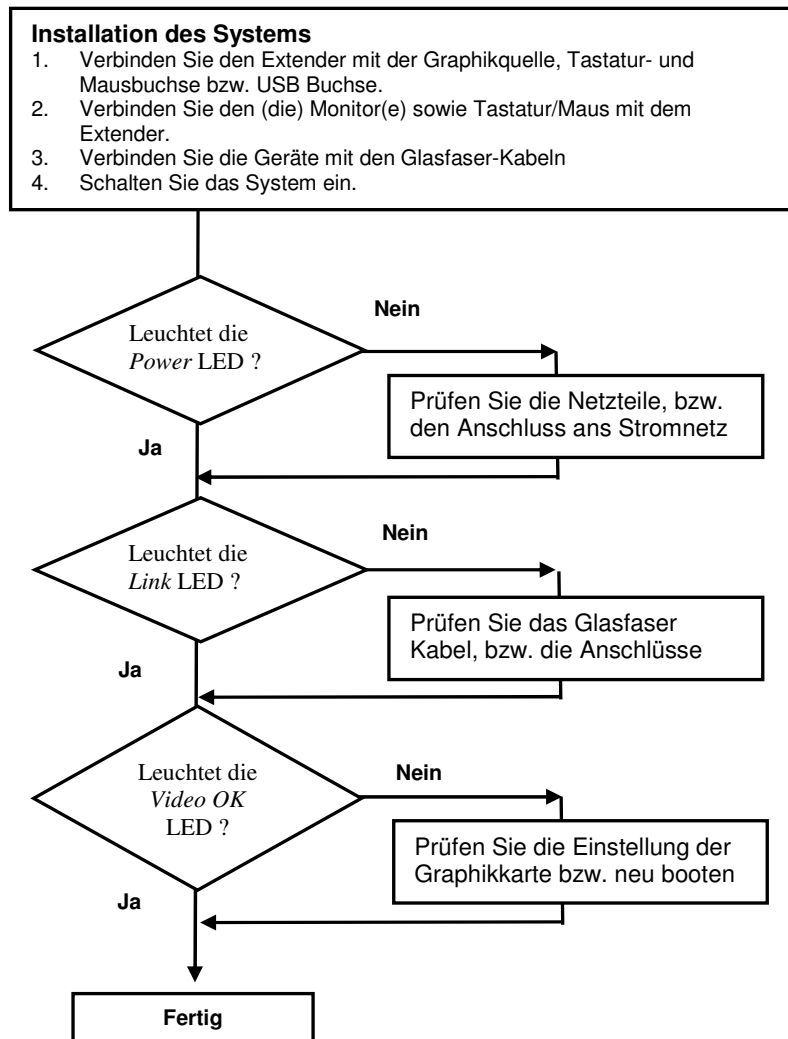 Installation des Systems
1. Verbinden Sie den Extender mit der Graphikquelle, Tastatur- und
Mausbuchse bzw. USB Buchse.
2. Verbinden Sie den (die) Monitor(e) sowie Tastatur/Maus mit dem
Extender.
3. Verbinden Sie die Geräte mit den Glasfaser-Kabeln
4. Schalten Sie das System ein.
Nein
Leuchtet die
Power LED ?
Prüfen Sie die Netzteile, bzw.
den Anschluss ans Stromnetz
Ja
Nein
Leuchtet die
Link LED ?
Prüfen Sie das Glasfaser
Kabel, bzw. die Anschlüsse
Ja
Nein
Leuchtet die
Video OK
LED ?
Prüfen Sie die Einstellung der
Graphikkarte bzw. neu booten
Ja
Fertig